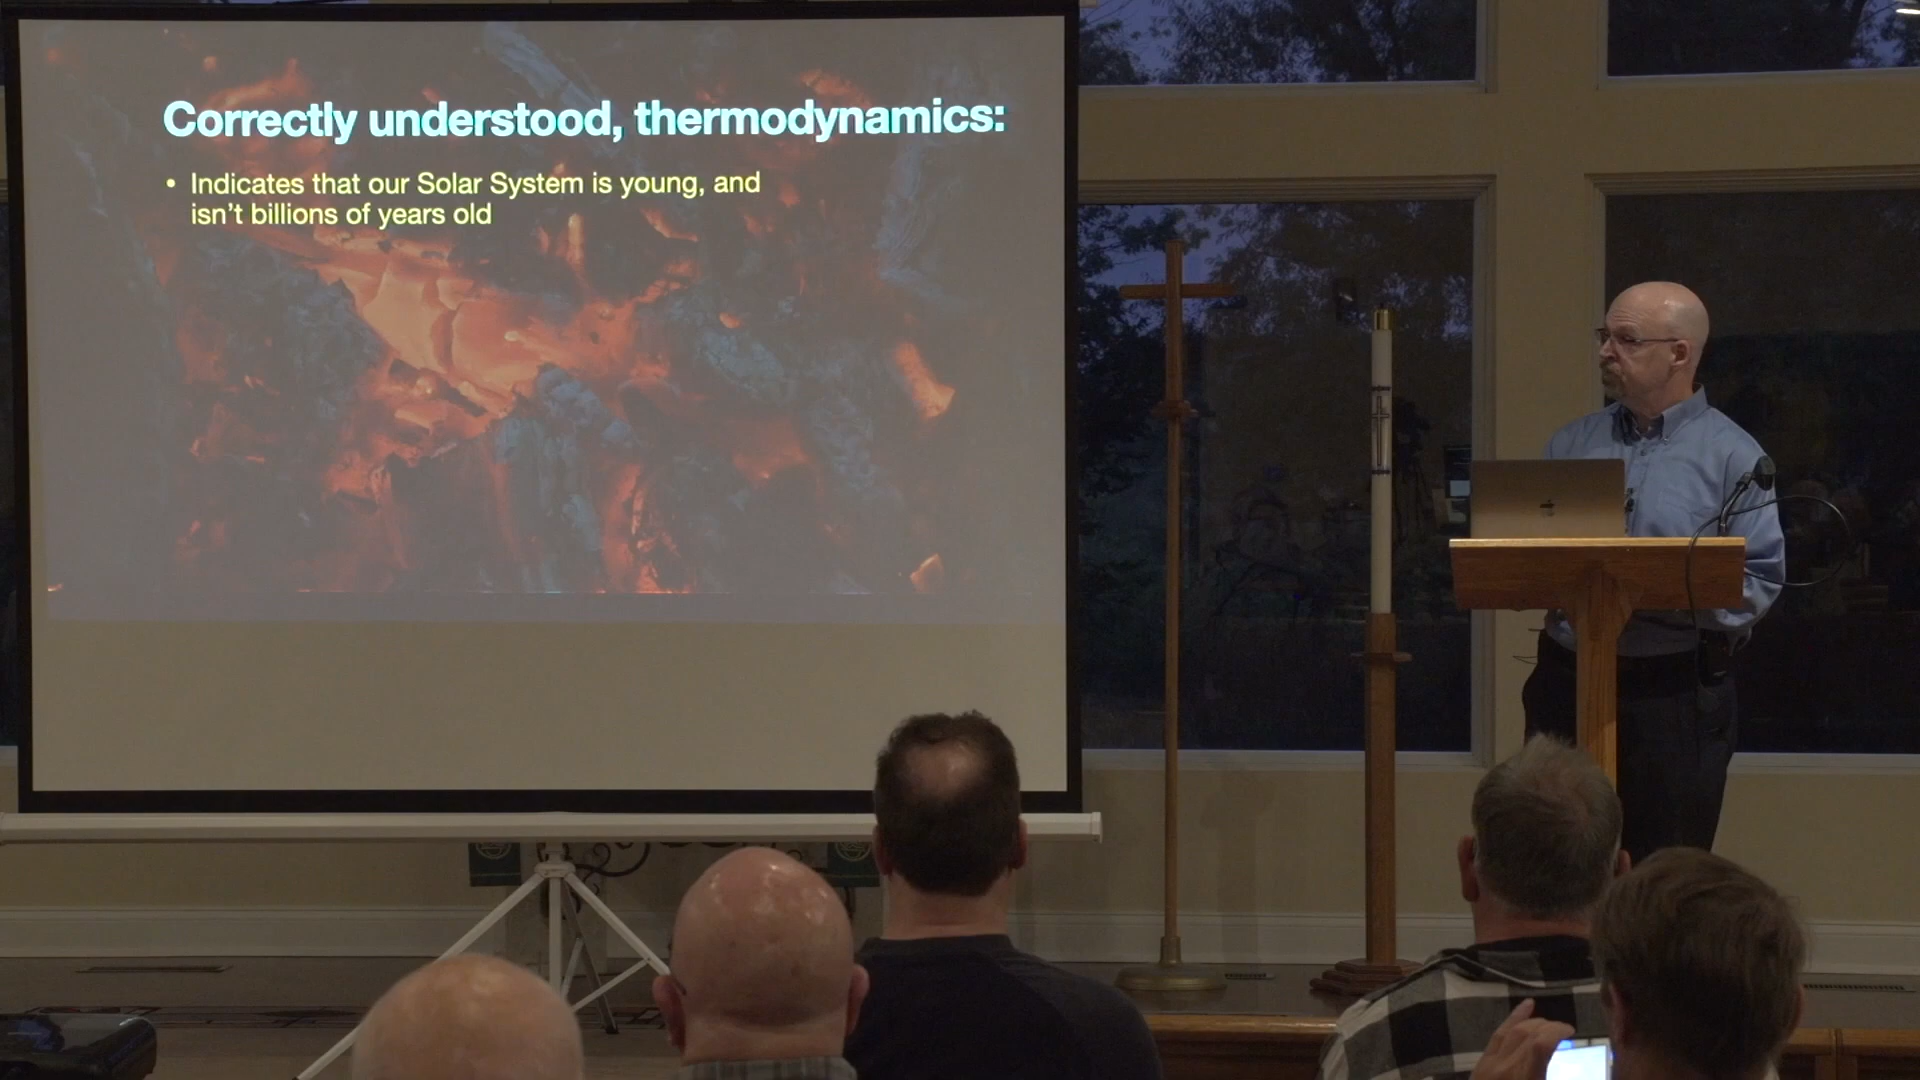 Correctly understood, thermodynamics:
• Indicates that our Solar System is young, and
isn't billions of years old